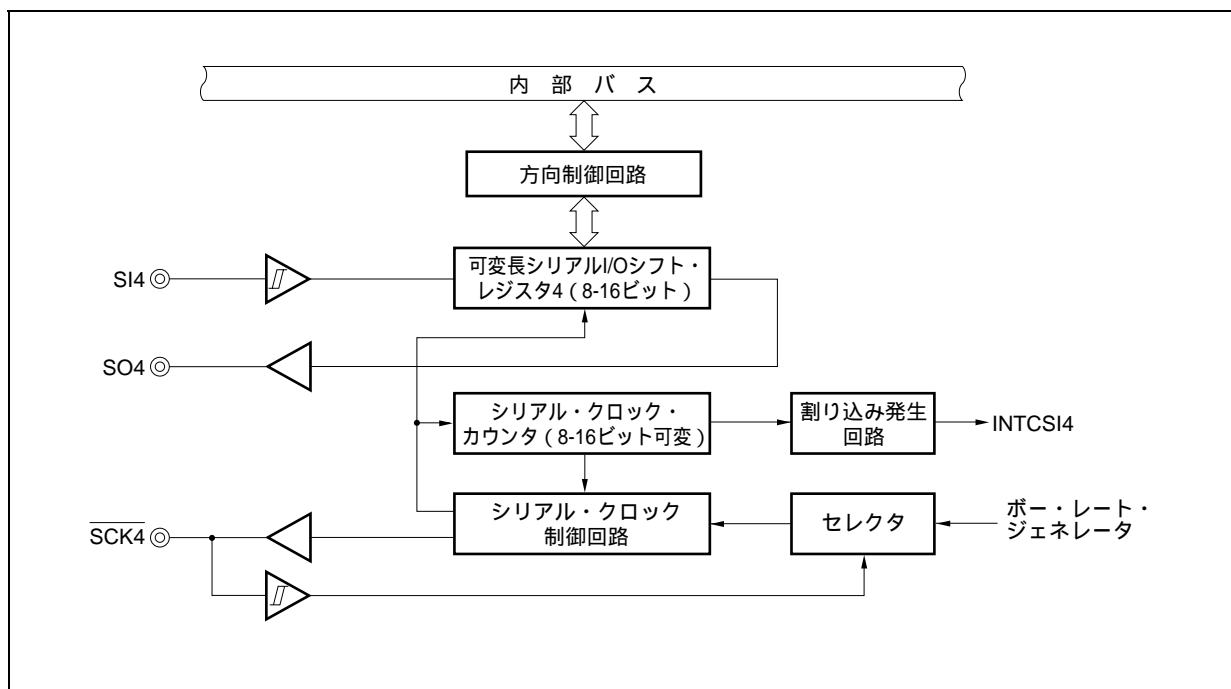 内 部 バ ス
方向制御回路
SI4
可変長シリアルI/Oシフト・
レジスタ4（8-16ビット）
SO4
シリアル・クロック・
カウンタ（8-16ビット可変）
割り込み発生
回路
INTCSI4
SCK4
シリアル・クロック
制御回路
セレクタ
ボー・レート・
ジェネレータ